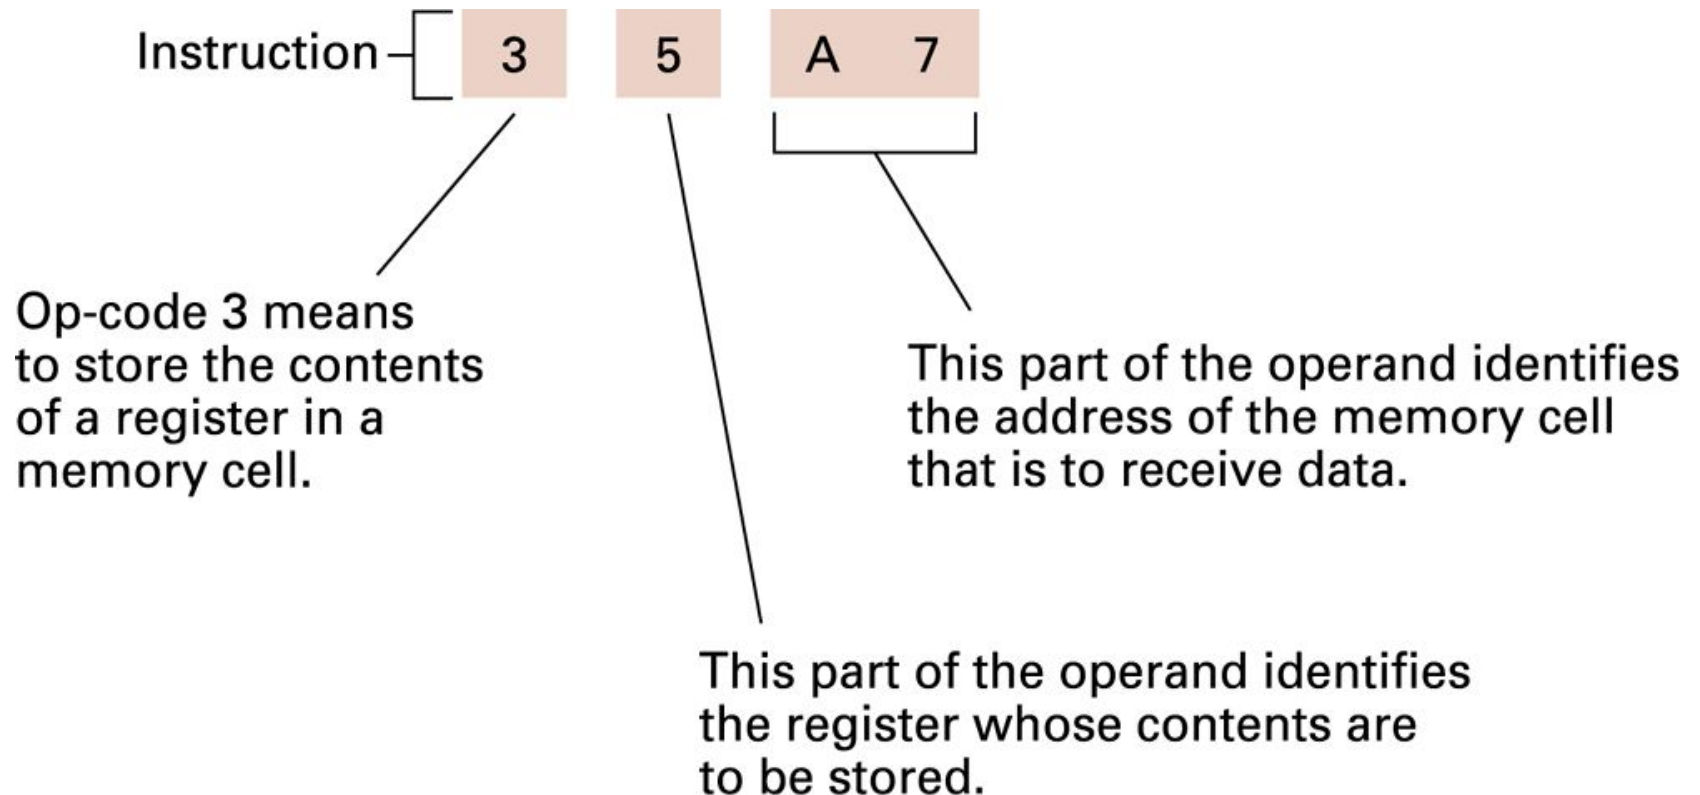 Instruction 3 5 A 7
Op-code 3 means
to store the contents
of a register in a
memory cell.
This part of the operand identifies
the address of the memory cell
that is to receive data.
This part of the operand identifies
the register whose contents are
to be stored.